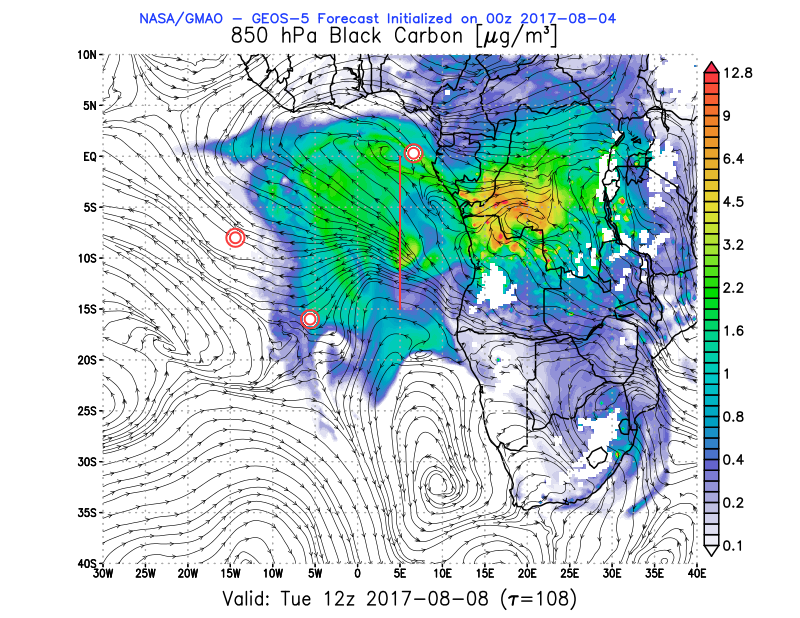 NASA/GMAO - GEOS-5 Forecast Initialized on 00z 2017-08-04
850 hPa Black Carbon [μg/m³]
10N
5N
EQ
5S
10S
15S
20S
25S
30S
35S
40S
30W 25W 20W 15W 10W 5W 0 5E 10E 15E 20E 25E 30E 35E 40E
12.8
9
6.4
4.5
3.2
2.2
1.6
1
0.8
0.4
0.2
0.1
Valid: Tue 12z 2017-08-08 (τ=108)